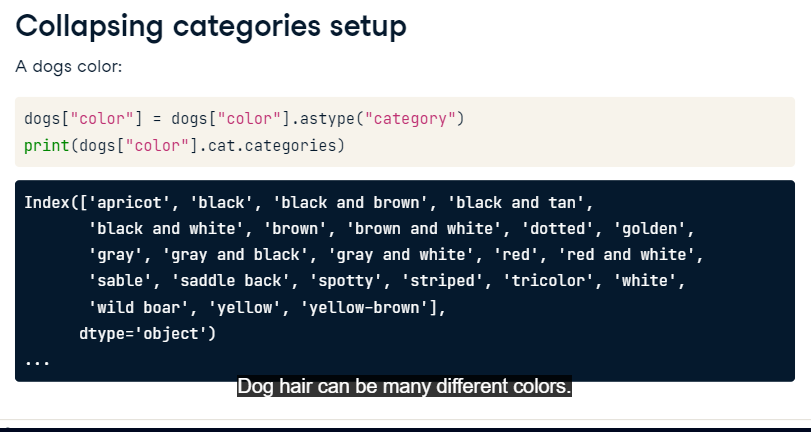 Collapsing categories setup
A dogs color:
dogs["color"] = dogs["color"].astype("category")
print(dogs["color"].cat.categories)
Index(['apricot', 'black', 'black and brown', 'black and tan',
'black and white', 'brown', 'brown and white', 'dotted', 'golden',
'gray', 'gray and black', 'gray and white', 'red', 'red and white',
'sable', 'saddle back', 'spotty', 'striped', 'tricolor', 'white',
'wild boar', 'yellow', 'yellow-brown'],
dtype='object')
...
Dog hair can be many different colors.